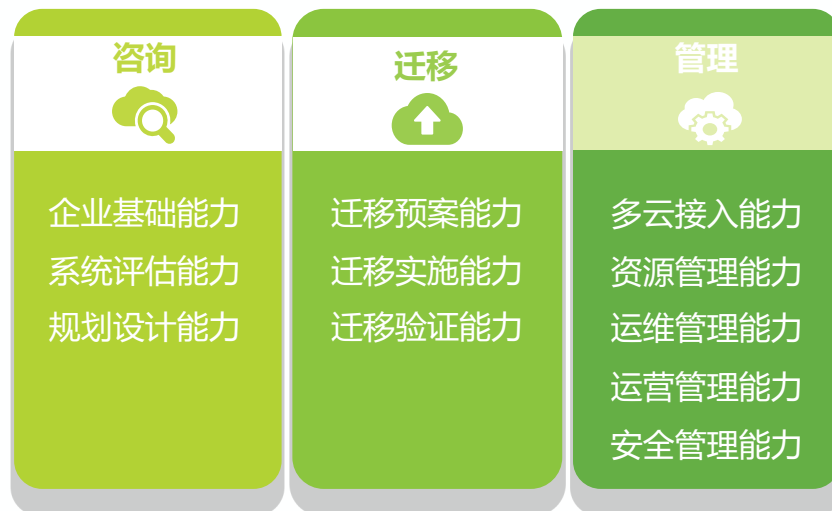 咨询
企业基础能力
系统评估能力
规划设计能力
迁移
迁移预案能力
迁移实施能力
迁移验证能力
管理
多云接入能力
资源管理能力
运维管理能力
运营管理能力
安全管理能力